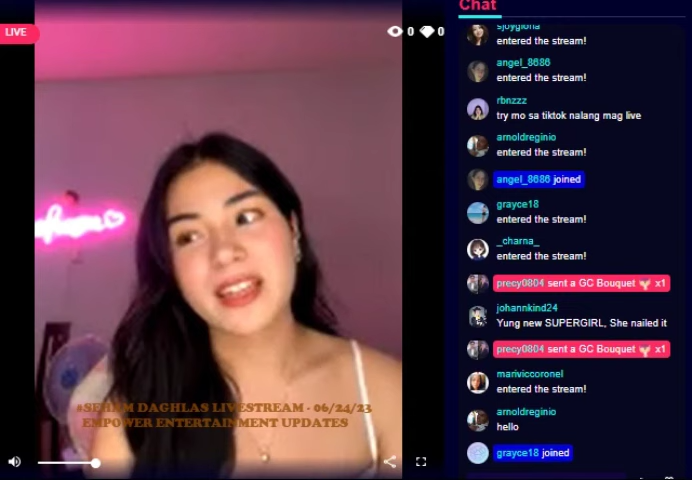 LIVE
0
0
#SEHAM DAGHLAS LIVESTREAM - 06/24/23
EMPOWER ENTERTAINMENT UPDATES
Chat
sjoygloria
entered the stream!
angel_8686
entered the stream!
rbnzzz
try mo sa tiktok nalang mag live
arnoldreginio
entered the stream!
angel_8686 joined
grayce18
entered the stream!
_charna_
entered the stream!
precy0804 sent a GC Bouquet x1
johannkind24
Yung new SUPERGIRL, She nailed it
precy0804 sent a GC Bouquet x1
mariviccoronel
entered the stream!
arnoldreginio
hello
grayce18 joined